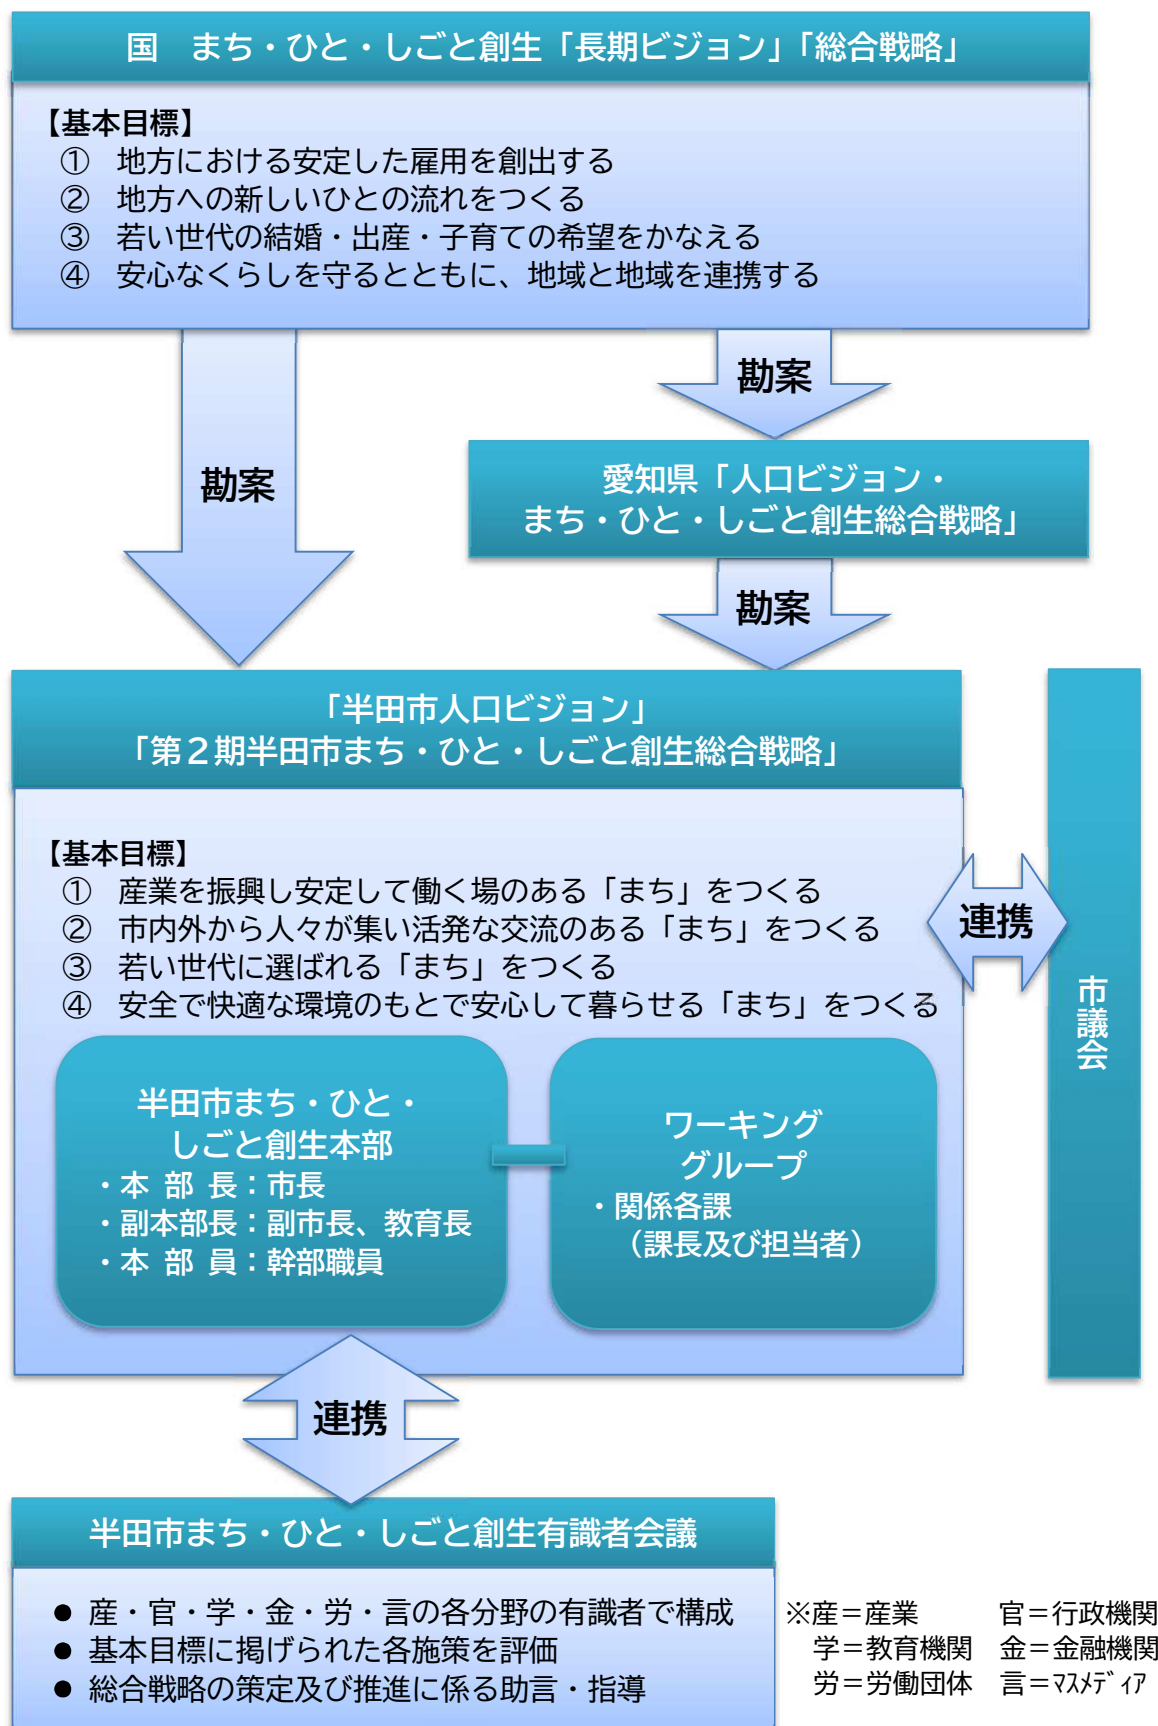 国　まち・ひと・しごと創生「長期ビジョン」「総合戦略」
【基本目標】
①　地方における安定した雇用を創出する
②　地方への新しいひとの流れをつくる
③　若い世代の結婚・出産・子育ての希望をかなえる
④　安心なくらしを守るとともに、地域と地域を連携する
勘案
勘案
愛知県「人口ビジョン・
まち・ひと・しごと創生総合戦略」
勘案
「半田市人口ビジョン」
「第２期半田市まち・ひと・しごと創生総合戦略」
【基本目標】
①　産業を振興し安定して働く場のある「まち」をつくる
②　市内外から人々が集い活発な交流のある「まち」をつくる
③　若い世代に選ばれる「まち」をつくる
④　安全で快適な環境のもとで安心して暮らせる「まち」をつくる
連携
市議会
半田市まち・ひと・
しごと創生本部
・本 部 長：市長
・副本部長：副市長、教育長
・本 部 員：幹部職員
ワーキング
グループ
・関係各課
（課長及び担当者）
連携
半田市まち・ひと・しごと創生有識者会議
● 産・官・学・金・労・言の各分野の有識者で構成
● 基本目標に掲げられた各施策を評価
● 総合戦略の策定及び推進に係る助言・指導
※産＝産業　官＝行政機関
学＝教育機関　金＝金融機関
労＝労働団体　言＝ﾏｽﾒﾃﾞｨｱ